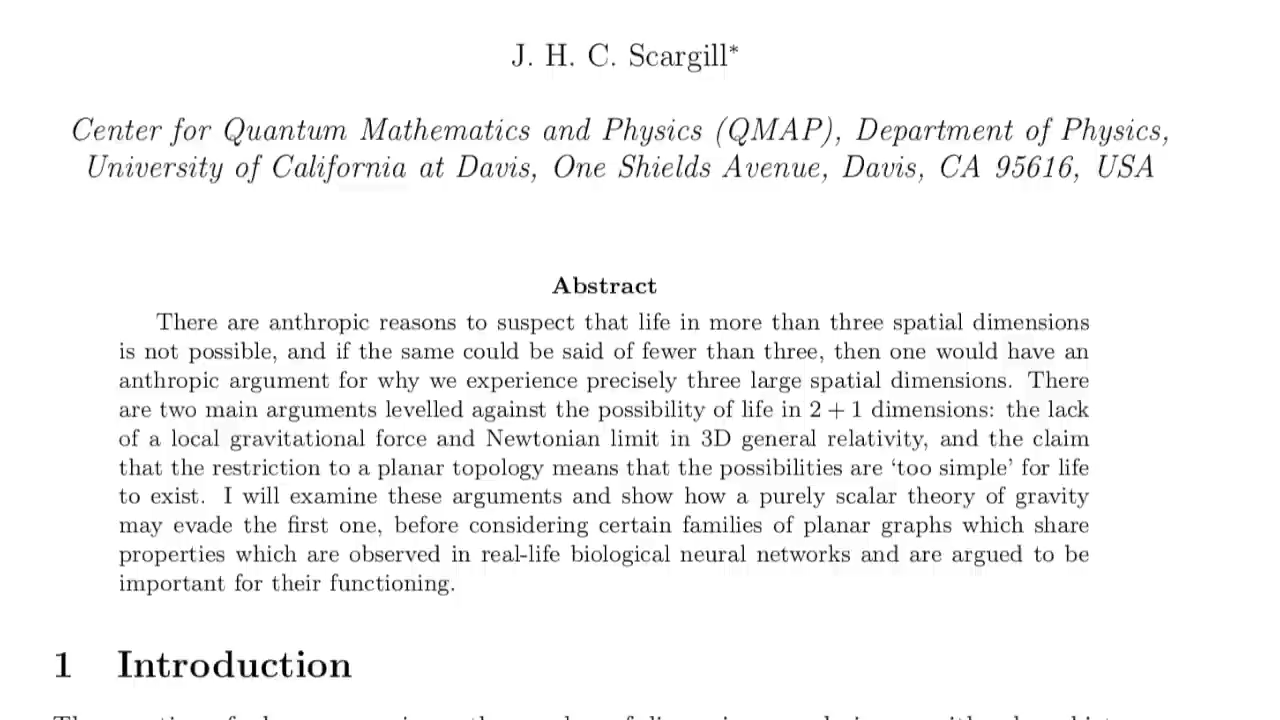 J. H. C. Scargill*
Center for Quantum Mathematics and Physics (QMAP), Department of Physics,
University of California at Davis, One Shields Avenue, Davis, CA 95616, USA
Abstract
There are anthropic reasons to suspect that life in more than three spatial dimensions
is not possible, and if the same could be said of fewer than three, then one would have an
anthropic argument for why we experience precisely three large spatial dimensions. There
are two main arguments levelled against the possibility of life in 2 + 1 dimensions: the lack
of a local gravitational force and Newtonian limit in 3D general relativity, and the claim
that the restriction to a planar topology means that the possibilities are ‘too simple’ for life
to exist. I will examine these arguments and show how a purely scalar theory of gravity
may evade the first one, before considering certain families of planar graphs which share
properties which are observed in real-life biological neural networks and are argued to be
important for their functioning.
1 Introduction